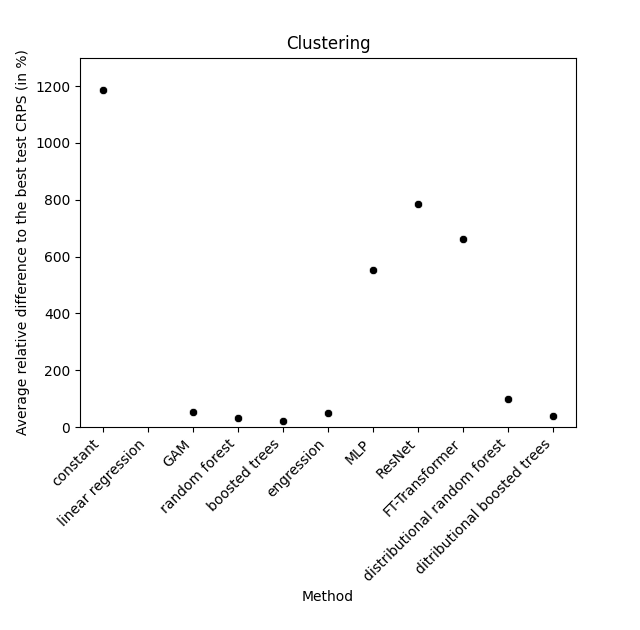 Clustering
Average relative difference to the best test CRPS (in %)
1200
1000
800
600
400
200
0
constant
linear regression
GAM
random forest
boosted trees
engression
MLP
ResNet
FT-Transformer
distributional random forest
ditributional boosted trees
Method